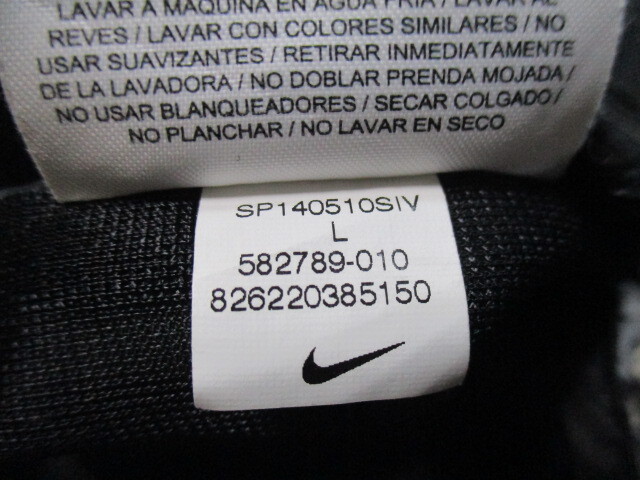 LAVAR A MAQUINA EN AGUA FRIA / LAVAR AL
REVES / LAVAR CON COLORES SIMILARES / NO
USAR SUAVIZANTES / RETIRAR INMEDIATAMENTE
DE LA LAVADORA / NO DOBLAR PRENDA MOJADA /
NO USAR BLANQUEADORES / SECAR COLGADO /
NO PLANCHAR / NO LAVAR EN SECO
SP140510SIV
L
582789-010
826220385150